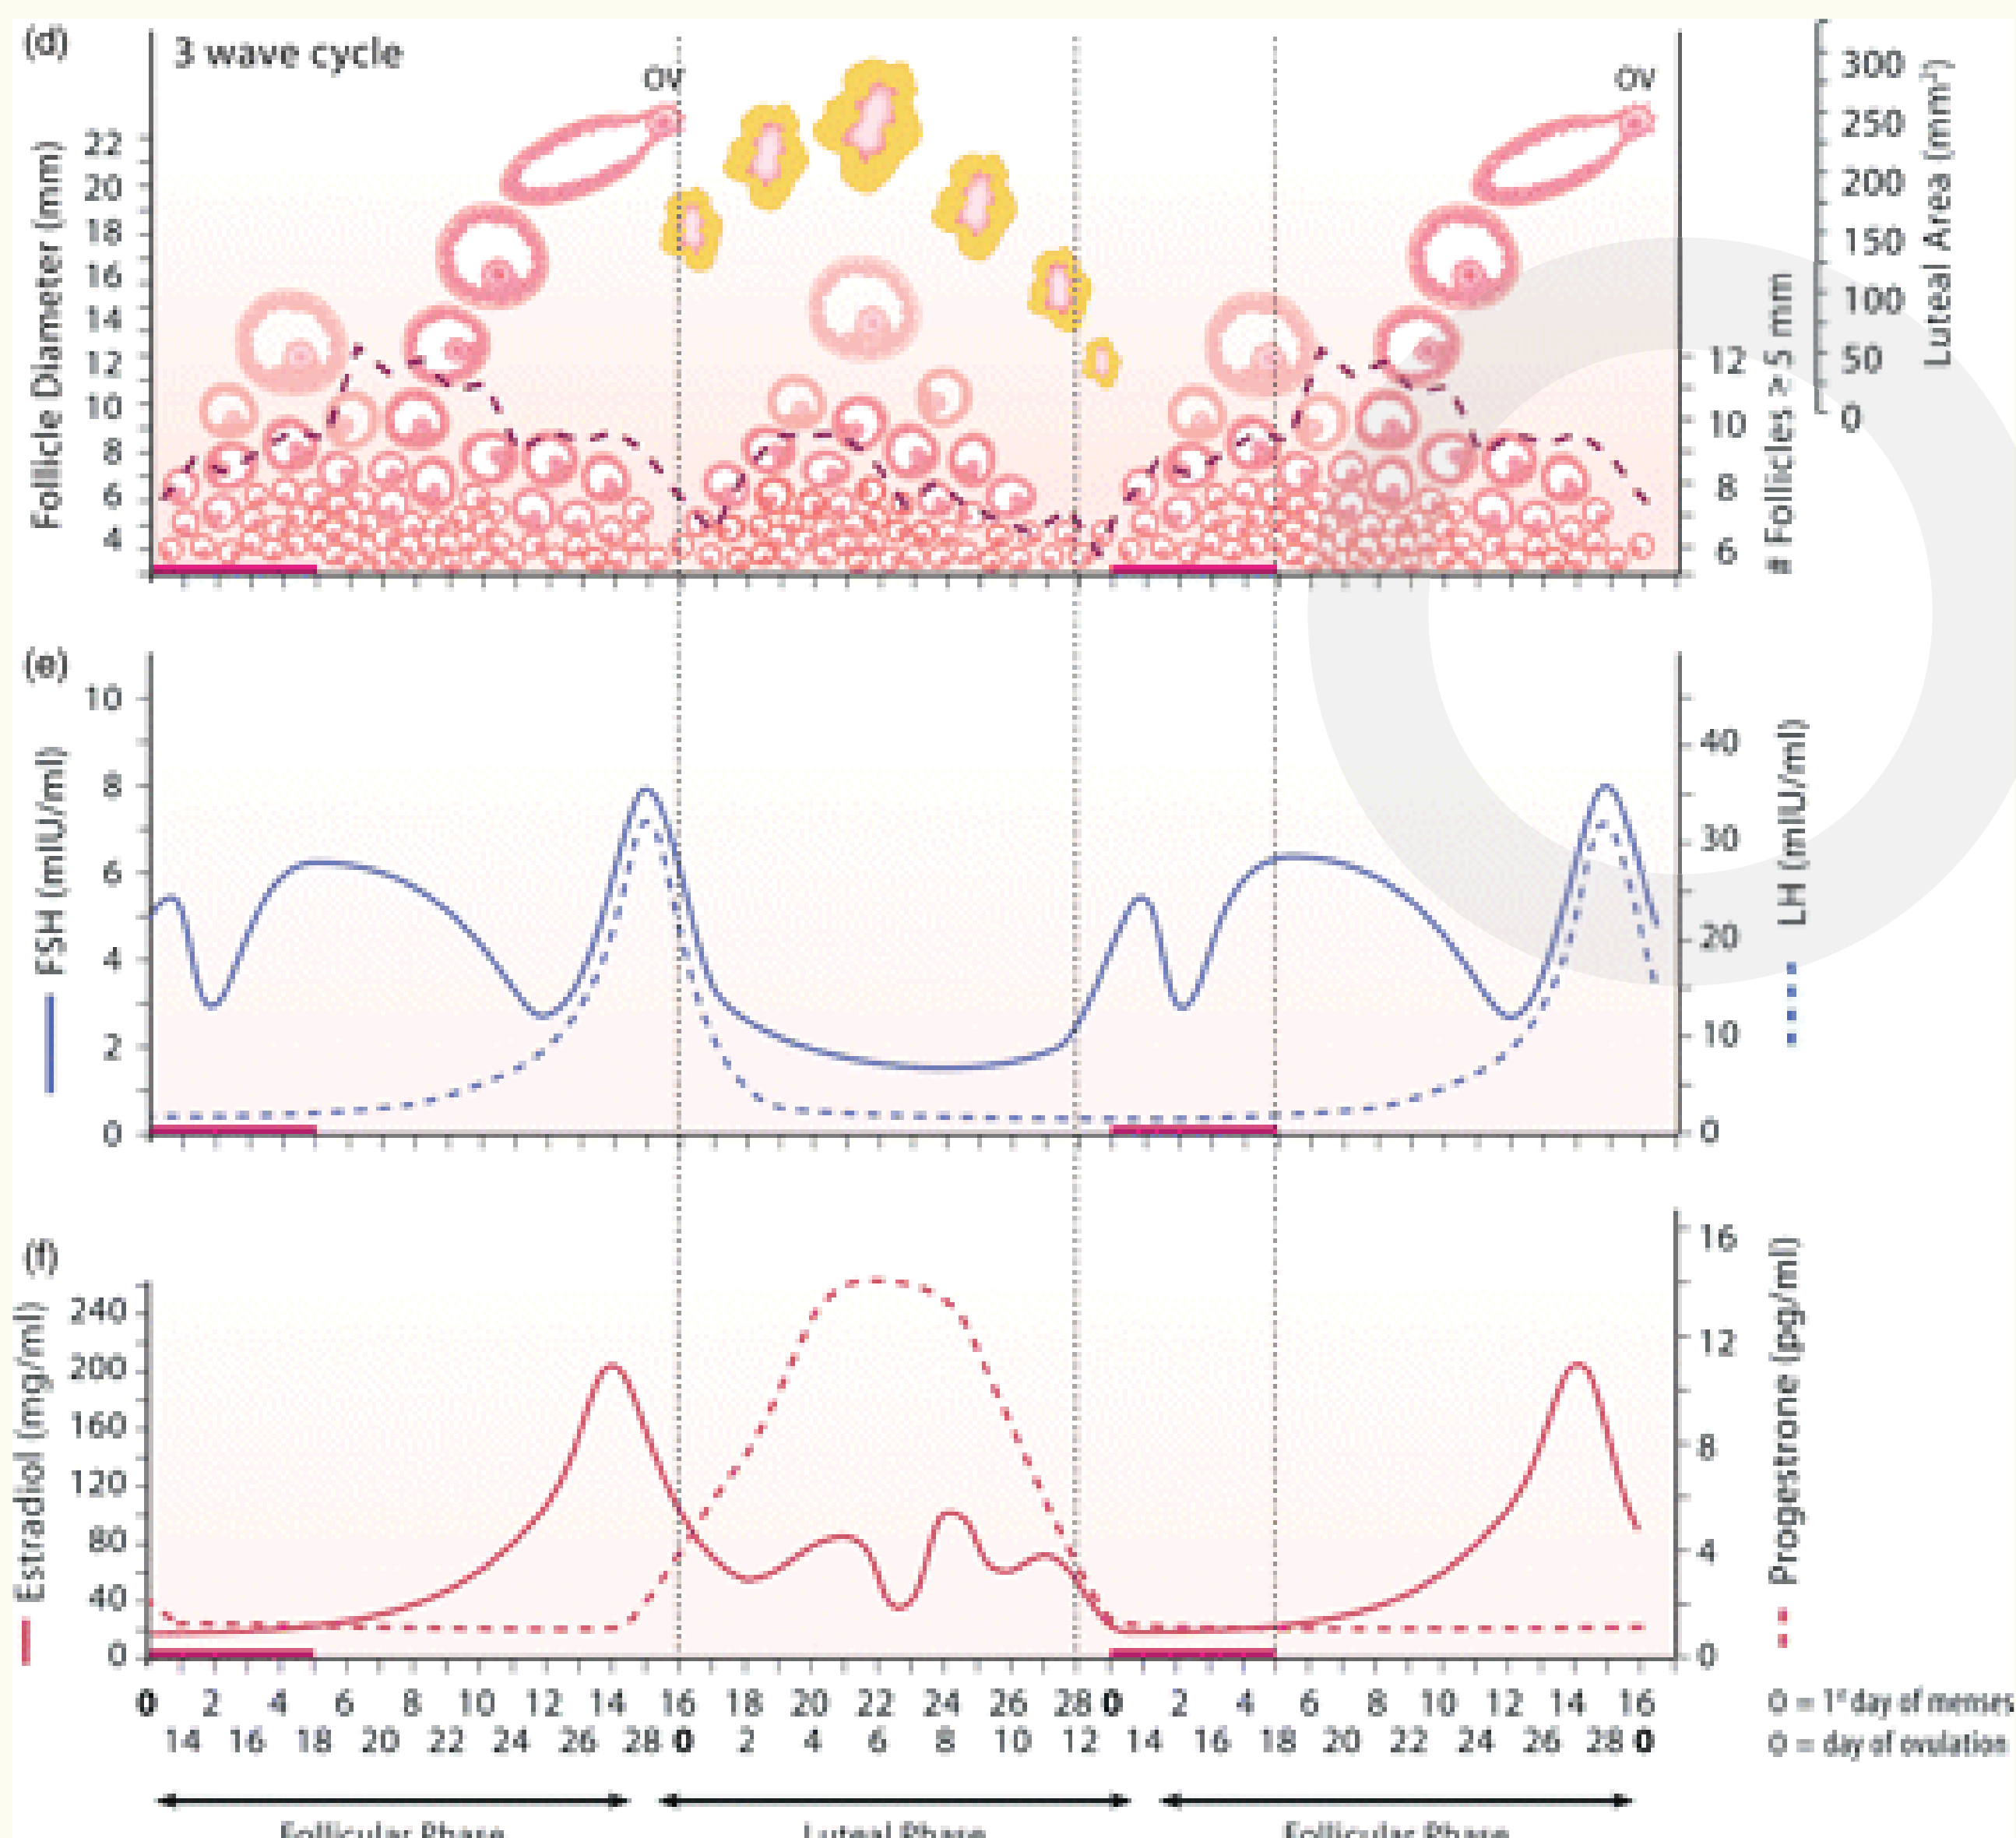 (d)
3 wave cycle
OV
OV
Follicle Diameter (mm)
22
20
18
16
14
12
10
8
6
4
12
10
8
6
# Follicles ≥ 5 mm
300
250
200
150
100
50
0
Luteal Area (mm²)
(e)
FSH (mIU/ml)
10
8
6
4
2
0
40
30
20
10
0
LH (mIU/ml)
(f)
Estradiol (mg/ml)
240
200
160
120
80
40
0
16
12
8
4
0
Progestrone (pg/ml)
0 2 4 6 8 10 12 14 16 18 20 22 24 26 28 0 2 4 6 8 10 12 14 16
0 = 1st day of menses
14 16 18 20 22 24 26 28 0 2 4 6 8 10 12 14 16 18 20 22 24 26 28 0
0 = day of ovulation
Follicular Phase
Luteal Phase
Follicular Phase